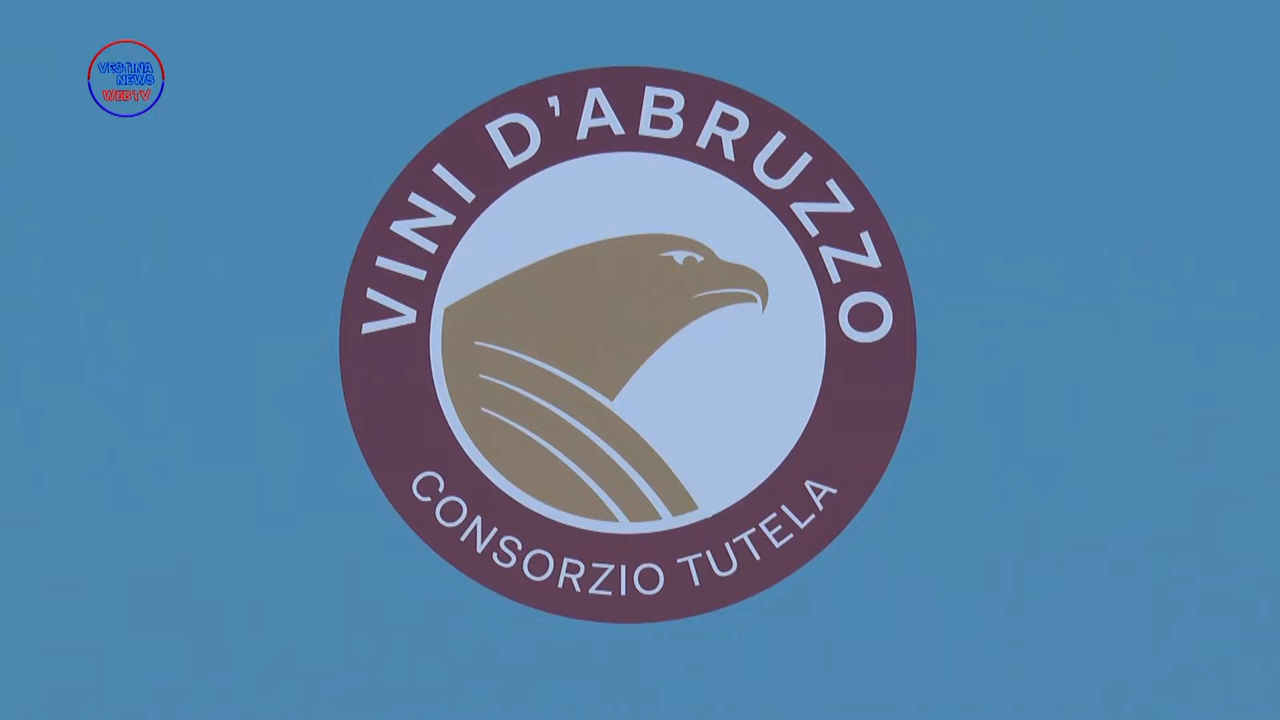 VESTINA
NEWS
WEBTV
VINI D'ABRUZZO
CONSORZIO TUTELA